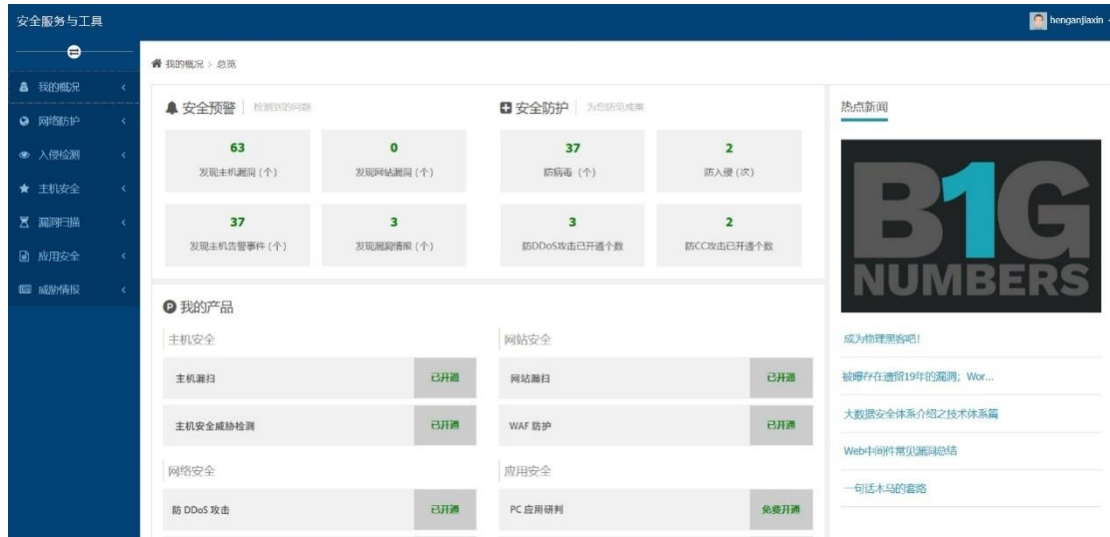 安全服务与工具
henganjiaxin
我的概况
网络防护
入侵检测
主机安全
漏洞扫描
应用安全
威胁情报
我的概况 > 总览
安全预警 检测到的问题
63
发现主机漏洞 (个)
0
发现网站漏洞 (个)
37
发现主机告警事件 (个)
3
发现漏洞情报 (个)
安全防护 为您防范成果
37
防病毒 (个)
2
防入侵 (次)
3
防DDoS攻击已开通个数
2
防CC攻击已开通个数
我的产品
主机安全
主机漏扫 已开通
主机安全威胁检测 已开通
网站安全
网站漏扫 已开通
WAF 防护 已开通
网络安全
防 DDoS 攻击 已开通
应用安全
PC 应用研判 免费开通
热点新闻
B1G
NUMBERS
成为物理黑客吧!
被曝存在遗留19年的漏洞; Wor...
大数据安全体系介绍之技术体系篇
Web中间件常见漏洞总结
一句话木马的套路